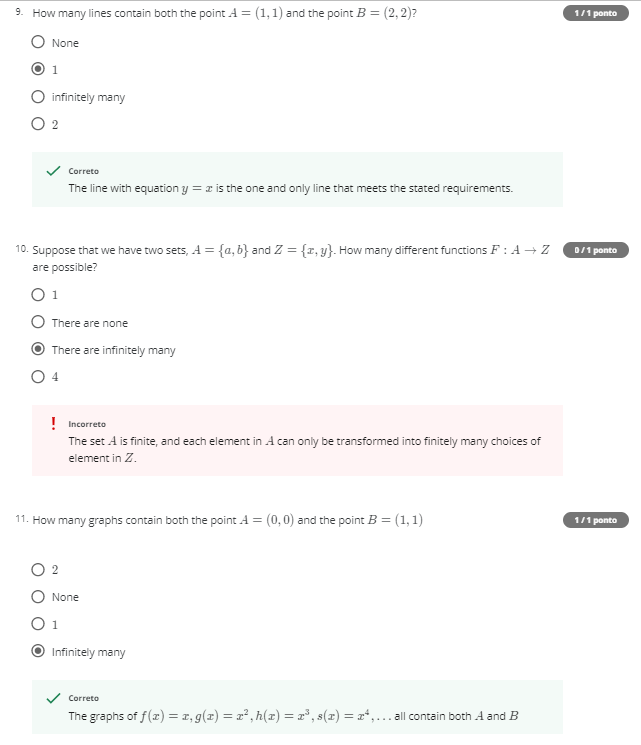 9. How many lines contain both the point A = (1, 1) and the point B = (2, 2)?
1 / 1 ponto
None
1
infinitely many
2
Correto
The line with equation y = x is the one and only line that meets the stated requirements.
10. Suppose that we have two sets, A = {a, b} and Z = {x, y}. How many different functions F : A → Z
0 / 1 ponto
are possible?
1
There are none
There are infinitely many
4
! Incorreto
The set A is finite, and each element in A can only be transformed into finitely many choices of
element in Z.
11. How many graphs contain both the point A = (0, 0) and the point B = (1, 1)
1 / 1 ponto
2
None
1
Infinitely many
Correto
The graphs of f(x) = x, g(x) = x², h(x) = x³, s(x) = x⁴, . . . all contain both A and B